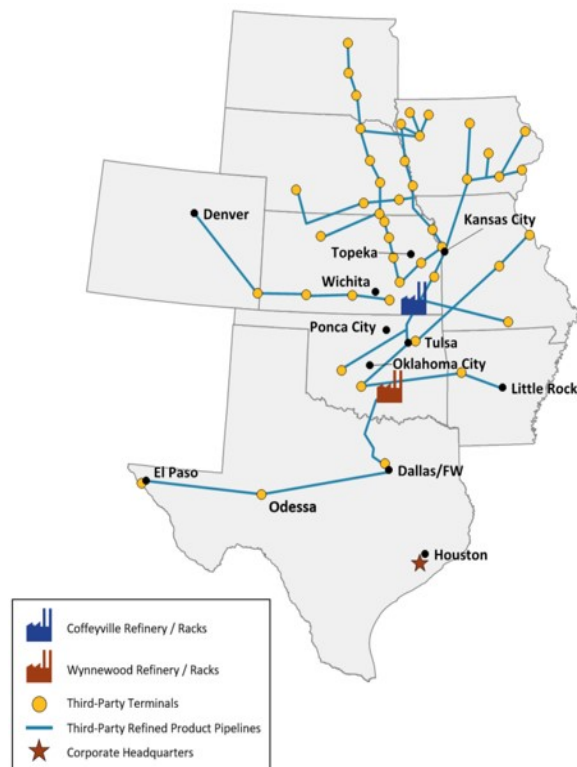 Denver
Kansas City
Topeka
Wichita
Ponca City
Tulsa
Oklahoma City
Little Rock
El Paso
Dallas/FW
Odessa
Houston
Coffeyville Refinery / Racks
Wynnewood Refinery / Racks
Third-Party Terminals
Third-Party Refined Product Pipelines
Corporate Headquarters